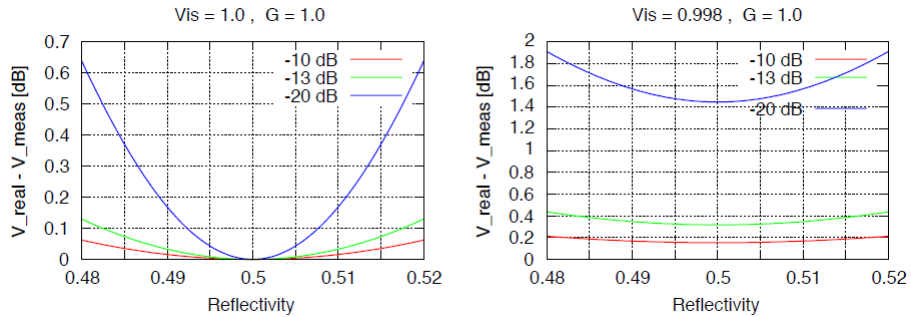 Vis = 1.0 , G = 1.0
V_real - V_meas [dB]
0.7
0.6
0.5
0.4
0.3
0.2
0.1
0
-10 dB
-13 dB
-20 dB
0.48
0.49
0.5
0.51
0.52
Reflectivity
Vis = 0.998 , G = 1.0
V_real - V_meas [dB]
2
1.8
1.6
1.4
1.2
1
0.8
0.6
0.4
0.2
0
-10 dB
-13 dB
-20 dB
0.48
0.49
0.5
0.51
0.52
Reflectivity